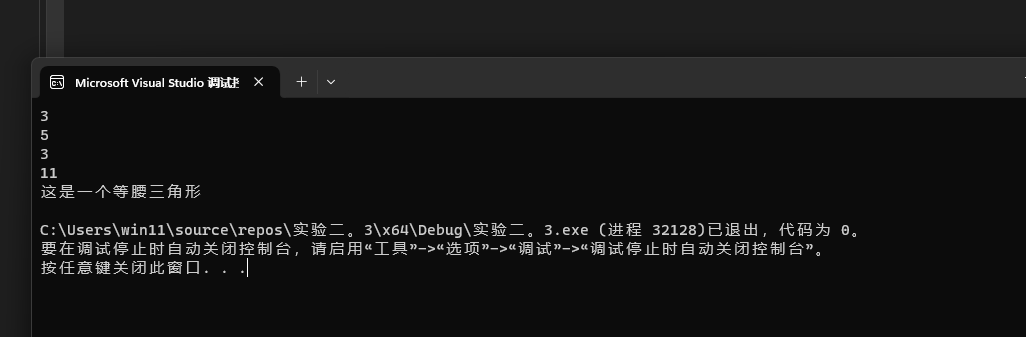 Microsoft Visual Studio 调试控
3
5
3
11
这是一个等腰三角形
C:\Users\win11\source\repos\实验二。3\x64\Debug\实验二。3.exe (进程 32128)已退出，代码为 0。
要在调试停止时自动关闭控制台，请启用“工具”->“选项”->“调试”->“调试停止时自动关闭控制台”。
按任意键关闭此窗口. . .